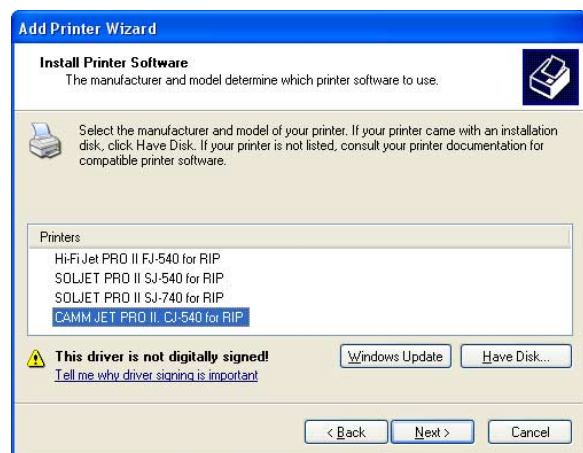 Add Printer Wizard
Install Printer Software
The manufacturer and model determine which printer software to use.
Select the manufacturer and model of your printer. If your printer came with an installation
disk, click Have Disk. If your printer is not listed, consult your printer documentation for
compatible printer software.
Printers
Hi-Fi Jet PRO II FJ-540 for RIP
SOLJET PRO II SJ-540 for RIP
SOLJET PRO II SJ-740 for RIP
CAMM JET PRO II. CJ-540 for RIP
This driver is not digitally signed!
Tell me why driver signing is important
Windows Update
Have Disk...
< Back
Next >
Cancel